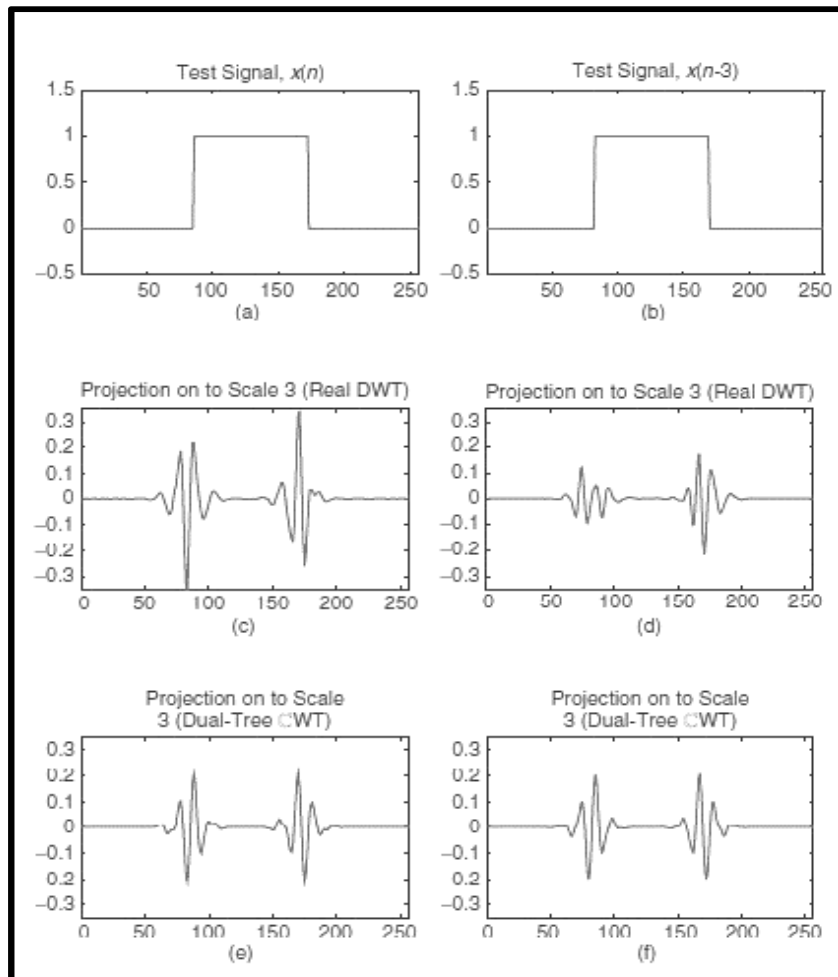 Test Signal, x(n)
Test Signal, x(n-3)
1.5
1
0.5
0
–0.5
50 100 150 200 250
(a)
1.5
1
0.5
0
–0.5
50 100 150 200 250
(b)
Projection on to Scale 3 (Real DWT)
Projection on to Scale 3 (Real DWT)
0.3
0.2
0.1
0
–0.1
–0.2
–0.3
0 50 100 150 200 250
(c)
0.3
0.2
0.1
0
–0.1
–0.2
–0.3
0 50 100 150 200 250
(d)
Projection on to Scale
3 (Dual-Tree ℂWT)
Projection on to Scale
3 (Dual-Tree ℂWT)
0.3
0.2
0.1
0
–0.1
0.2
–0.3
0 50 100 150 200 250
(e)
0.3
0.2
0.1
0
–0.1
0.2
–0.3
0 50 100 150 200 250
(f)